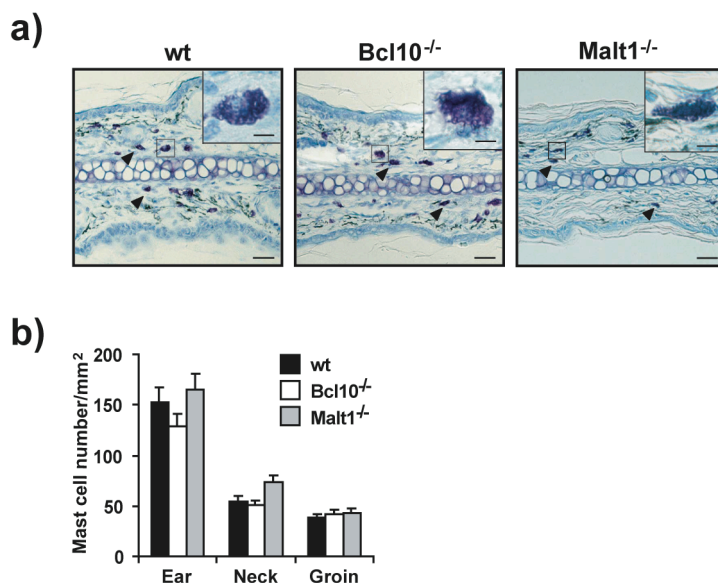 a)
wt
Bcl10-/-
Malt1-/-
b)
Mast cell number/mm2
200
150
100
50
0
wt
Bcl10-/-
Malt1-/-
Ear
Neck
Groin